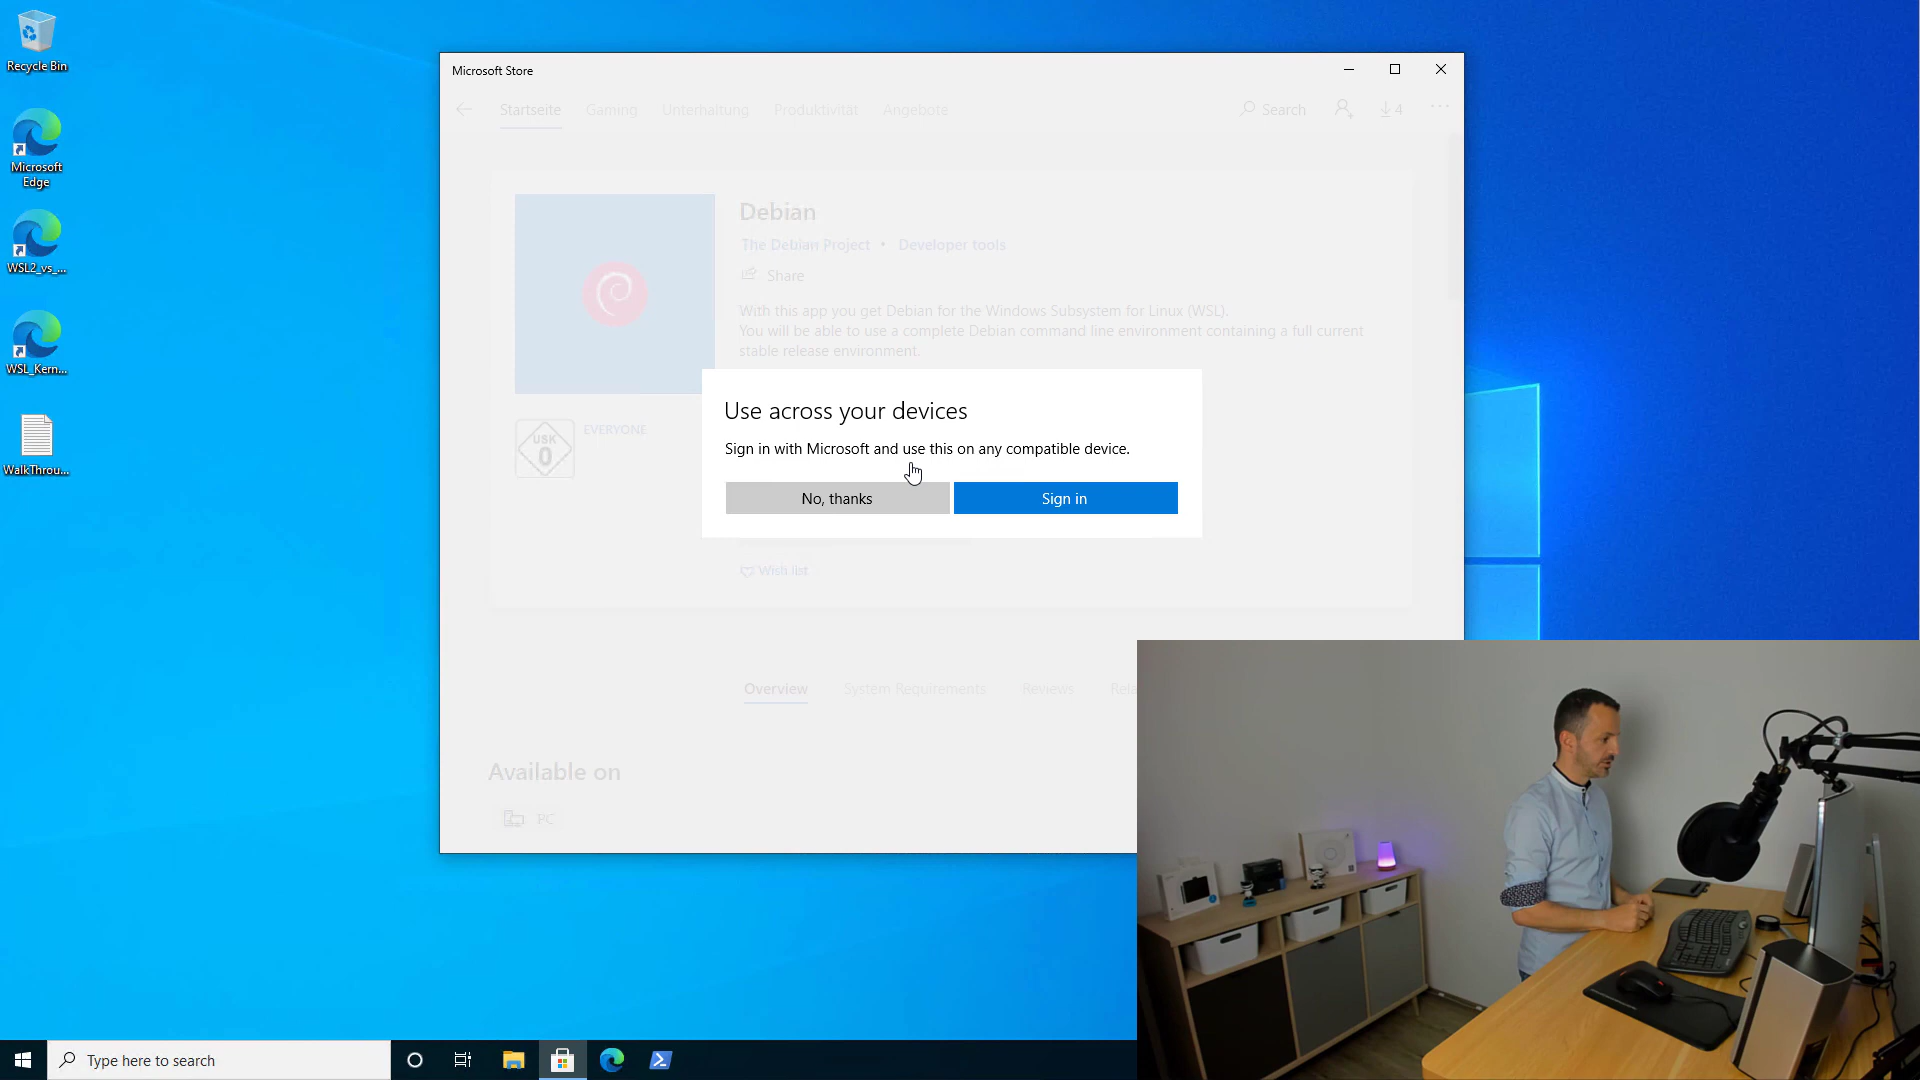 Recycle Bin
Microsoft
Edge
WSL2_vs_...
WSL_Kern...
WalkThrou...
Microsoft Store
Startseite
Gaming
Unterhaltung
Produktivität
Angebote
Search
4
Debian
The Debian Project • Developer tools
Share
With this app you get Debian for the Windows Subsystem for Linux (WSL).
You will be able to use a complete Debian command line environment containing a full current
stable release environment.
USK
0
EVERYONE
Use across your devices
Sign in with Microsoft and use this on any compatible device.
No, thanks
Sign in
Wish list
Overview
System Requirements
Reviews
Rela
Available on
PC
Type here to search